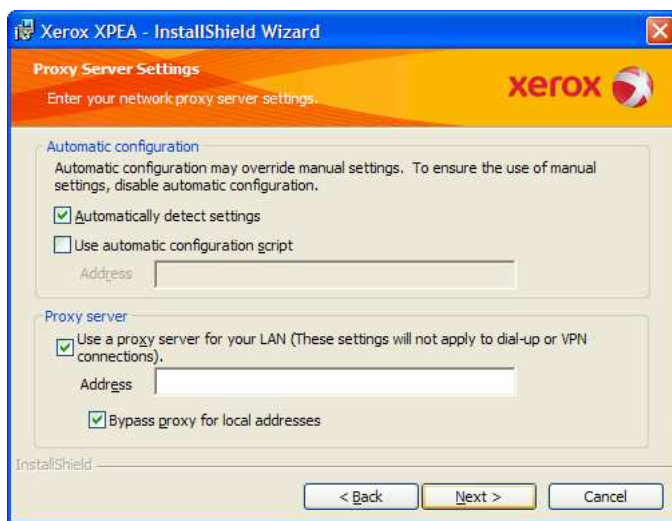 Xerox XPEA - InstallShield Wizard
Proxy Server Settings
Enter your network proxy server settings.
xerox
Automatic configuration
Automatic configuration may override manual settings. To ensure the use of manual
settings, disable automatic configuration.
Automatically detect settings
Use automatic configuration script
Address
Proxy server
Use a proxy server for your LAN (These settings will not apply to dial-up or VPN
connections).
Address
Bypass proxy for local addresses
InstallShield
< Back
Next >
Cancel